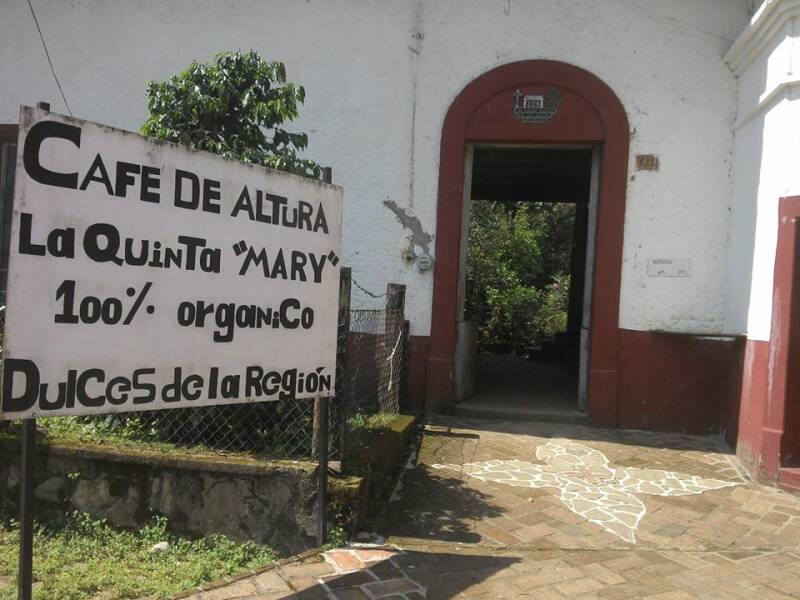 CAFE DE ALTURA
La QuinTa "MARY"
100% organico
Dulces de la Región